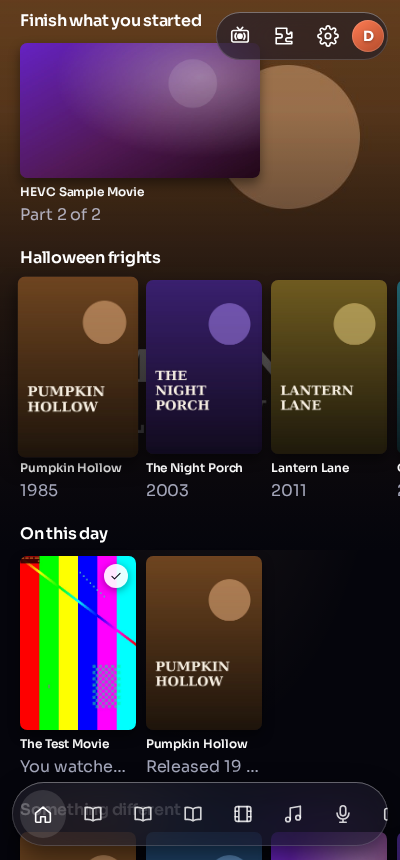 Finish what you started
D
HEVC Sample Movie
Part 2 of 2
Halloween frights
PUMPKIN
HOLLOW
THE
NIGHT
PORCH
LANTERN
LANE
Pumpkin Hollow
The Night Porch
Lantern Lane
1985
2003
2011
On this day
PUMPKIN
HOLLOW
The Test Movie
Pumpkin Hollow
You watche...
Released 19 ...
Something different